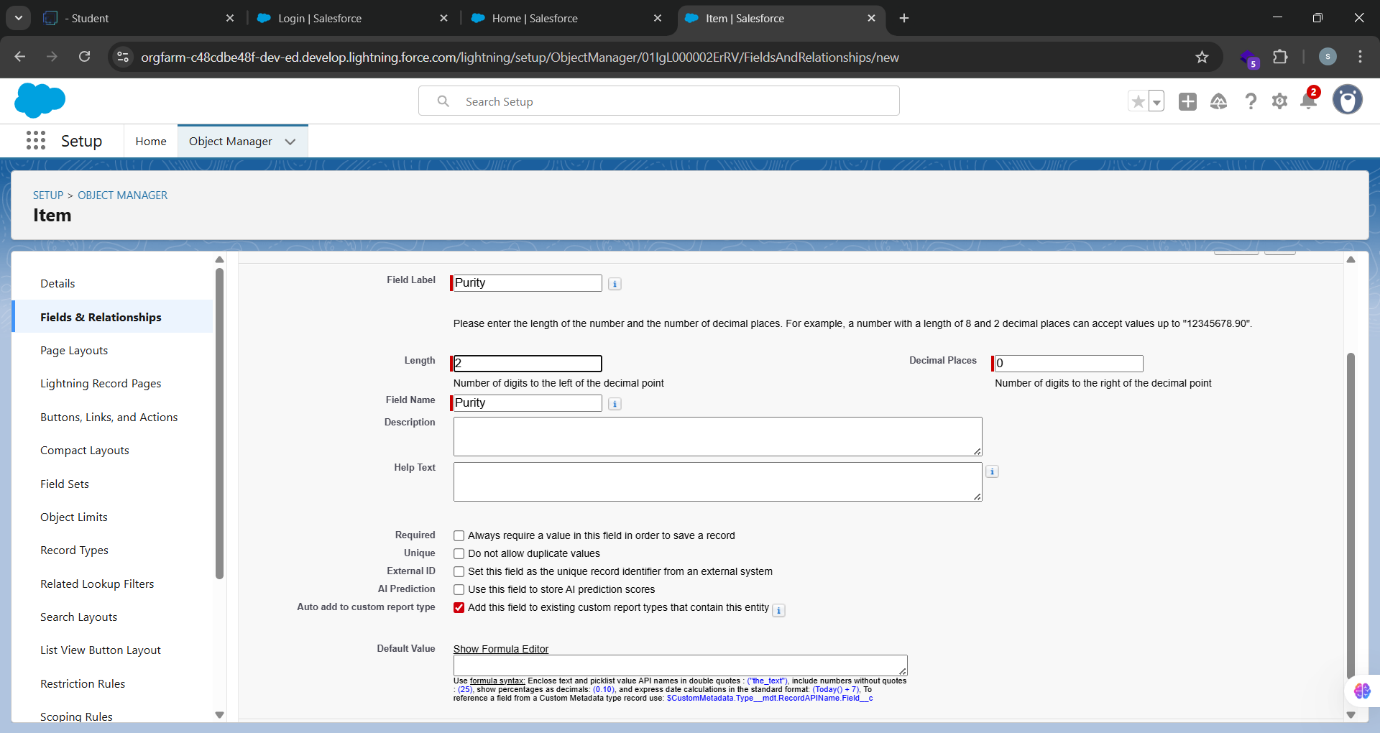 - Student
Login | Salesforce
Home | Salesforce
Item | Salesforce
orgfarm-c48cdbe48f-dev-ed.develop.lightning.force.com/lightning/setup/ObjectManager/01IgL000002ErRV/FieldsAndRelationships/new
5
S
Search Setup
2
Setup
Home
Object Manager
SETUP > OBJECT MANAGER
Item
Details
Fields & Relationships
Page Layouts
Lightning Record Pages
Buttons, Links, and Actions
Compact Layouts
Field Sets
Object Limits
Record Types
Related Lookup Filters
Search Layouts
List View Button Layout
Restriction Rules
Scoping Rules
Field Label Purity i
Please enter the length of the number and the number of decimal places. For example, a number with a length of 8 and 2 decimal places can accept values up to "12345678.90".
Length 2 Decimal Places 0
Number of digits to the left of the decimal point Number of digits to the right of the decimal point
Field Name Purity i
Description
Help Text i
Required Always require a value in this field in order to save a record
Unique Do not allow duplicate values
External ID Set this field as the unique record identifier from an external system
AI Prediction Use this field to store AI prediction scores
Auto add to custom report type Add this field to existing custom report types that contain this entity i
Default Value Show Formula Editor
Use formula syntax: Enclose text and picklist value API names in double quotes : ("the_text"), include numbers without quotes
: (25), show percentages as decimals: (0.10), and express date calculations in the standard format: (Today() + 7), To
reference a field from a Custom Metadata type record use: $CustomMetadata.Type__mdt.RecordAPIName.Field__c